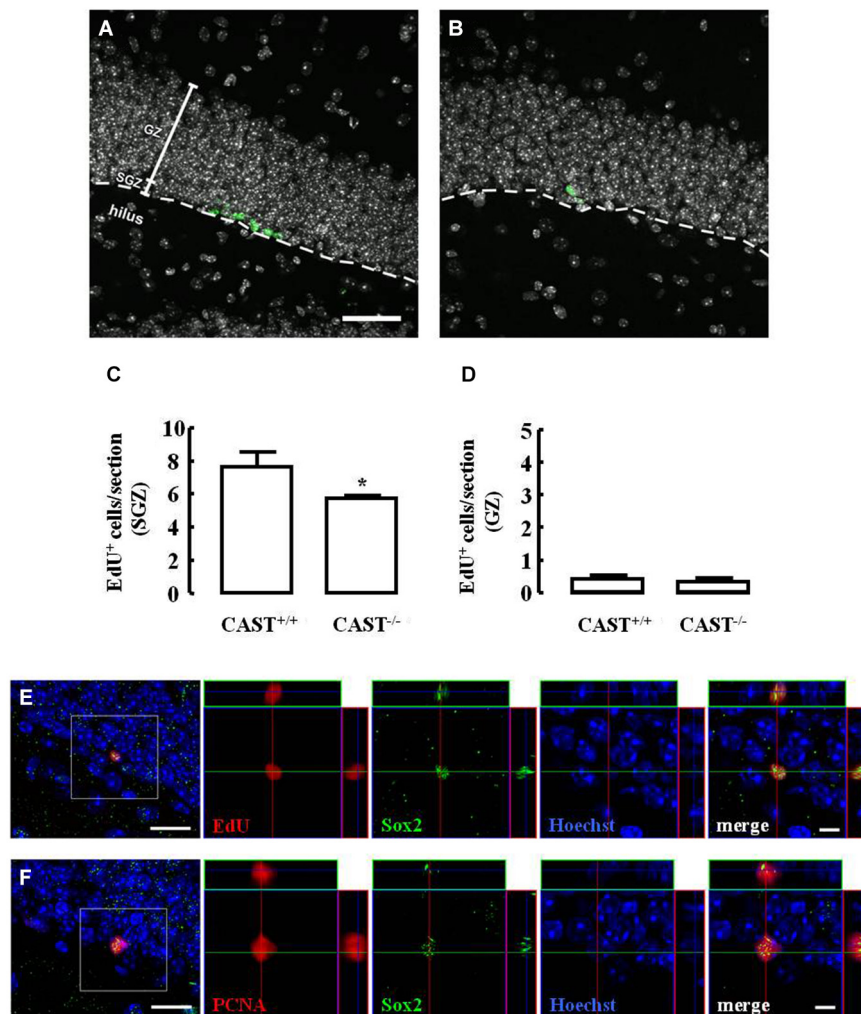 A
B
GZ
SGZ
hilus
C
D
EdU⁺ cells/section
(SGZ)
10
8
6
4
2
0
*
CAST⁺/⁺
CAST⁻/⁻
EdU⁺ cells/section
(GZ)
5
4
3
2
1
0
CAST⁺/⁺
CAST⁻/⁻
E
EdU
Sox2
Hoechst
merge
F
PCNA
Sox2
Hoechst
merge